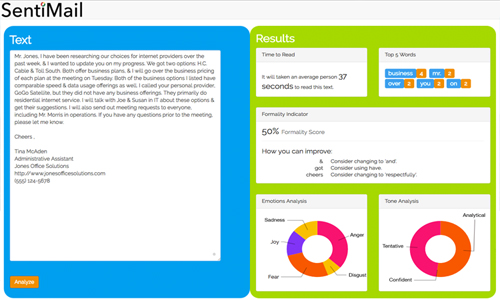 SentiMail
Text
Mr. Jones, I have been researching our choices for internet providers over the
past week, & I wanted to update you on my progress. We got two options: H.C.
Cable & Toll South. Both offer business plans, & I will go over the business pricing
of each plan at the meeting on Tuesday. Both of the options I listed have
comparable speed & data usage offerings as well. I called your personal provider,
GoGo Satellite, but they did not have any business offerings. They primarily do
residential internet service. I will talk with Joe & Susan in IT about these options &
get their suggestions. I will also send out meeting requests to everyone,
including Mr. Morris in operations. If you have any questions prior to the meeting,
please let me know.
Cheers ,
Tina McAden
Administrative Assistant
Jones Office Solutions
http://www.jonesofficesolutions.com
(555) 124-5678
Analyze
Results
Time to Read
It will taken an average person 37
seconds to read this text.
Top 5 Words
business 4 mr. 2
over 2 you 2 on 2
Formality Indicator
50% Formality Score
How you can improve:
& Consider changing to 'and'.
got Consider using have.
cheers Consider changing to 'respectfully'.
Emotions Analysis
Sadness
Joy
Anger
Fear
Disgust
Tone Analysis
Analytical
Tentative
Confident